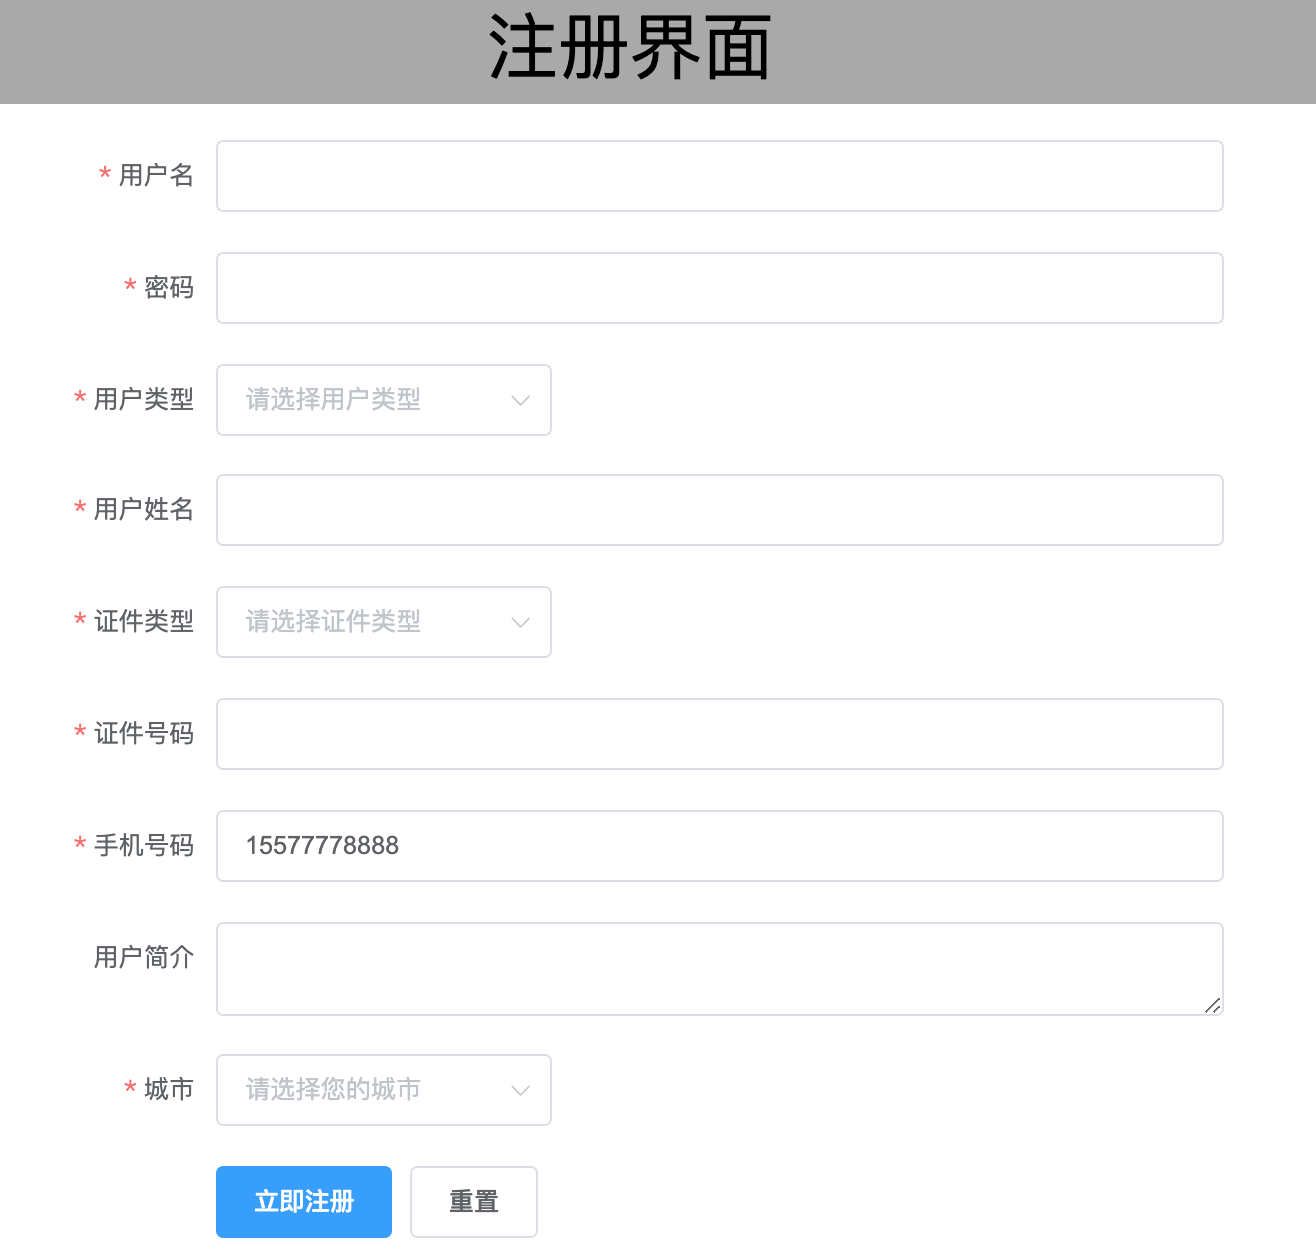 注册界面
* 用户名
* 密码
* 用户类型 请选择用户类型
* 用户姓名
* 证件类型 请选择证件类型
* 证件号码
* 手机号码 15577778888
用户简介
* 城市 请选择您的城市
立即注册 重置